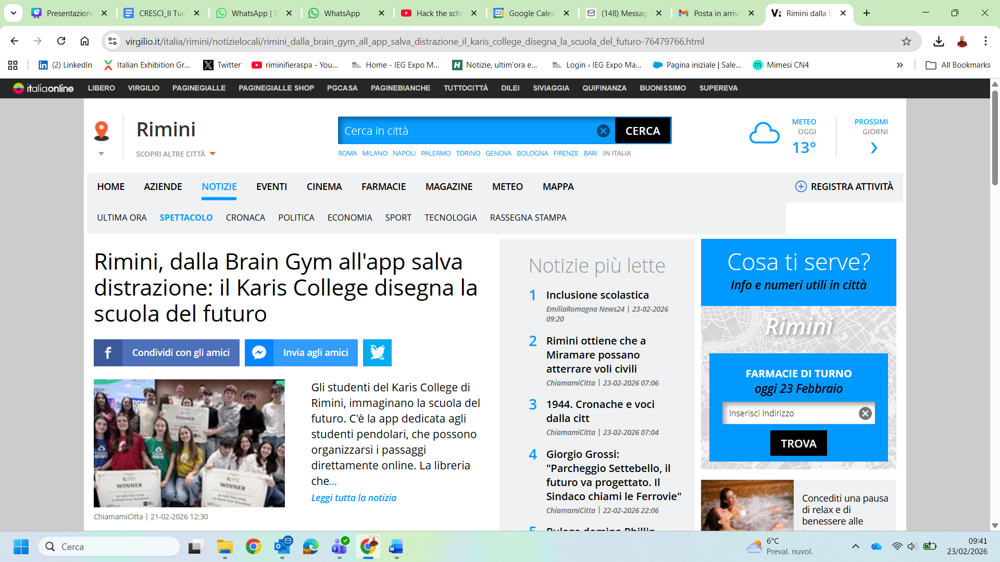 Presentazione
CRESCI_Il Tuo
WhatsApp | S
WhatsApp
Hack the scho
Google Calen
(148) Messag
Posta in arrivo
Rimini dalla B
virgilio.it/italia/rimini/notizielocali/rimini_dalla_brain_gym_all_app_salva_distrazione_il_karis_college_disegna_la_scuola_del_futuro-76479766.html
(2) LinkedIn
Italian Exhibition Gr...
Twitter
riminifieraspa - You...
Home - IEG Expo M...
Notizie, ultim'ora e...
Login ‹ IEG Expo Ma...
Pagina iniziale | Sale...
Mimesi CN4
All Bookmarks
italiaonline
LIBERO VIRGILIO PAGINEGIALLE PAGINEGIALLE SHOP PGCASA PAGINEBIANCHE TUTTOCITTÀ DILEI SIVIAGGIA QUIFINANZA BUONISSIMO SUPEREVA
Rimini
SCOPRI ALTRE CITTÀ
Cerca in città
CERCA
ROMA MILANO NAPOLI PALERMO TORINO GENOVA BOLOGNA FIRENZE BARI IN ITALIA
METEO
OGGI
13°
PROSSIMI
GIORNI
HOME AZIENDE NOTIZIE EVENTI CINEMA FARMACIE MAGAZINE METEO MAPPA
REGISTRA ATTIVITÀ
ULTIMA ORA SPETTACOLO CRONACA POLITICA ECONOMIA SPORT TECNOLOGIA RASSEGNA STAMPA
Rimini, dalla Brain Gym all'app salva
distrazione: il Karis College disegna la
scuola del futuro
Condividi con gli amici
Invia agli amici
WINNER
WINNER
WINNER
Gli studenti del Karis College di
Rimini, immaginano la scuola del
futuro. C'è la app dedicata agli
studenti pendolari, che possono
organizzarsi i passaggi
direttamente online. La libreria
che...
Leggi tutta la notizia
ChiamamiCitta | 21-02-2026 12:30
Notizie più lette
1 Inclusione scolastica
EmiliaRomagna News24 | 23-02-2026
09:20
2 Rimini ottiene che a
Miramare possano
atterrare voli civili
ChiamamiCitta | 23-02-2026 07:06
3 1944. Cronache e voci
dalla citt
ChiamamiCitta | 23-02-2026 07:04
4 Giorgio Grossi:
"Parcheggio Settebello, il
futuro va progettato. Il
Sindaco chiami le Ferrovie"
ChiamamiCitta | 22-02-2026 22:06
Cosa ti serve?
Info e numeri utili in città
Rimini
FARMACIE DI TURNO
oggi 23 Febbraio
Inserisci Indirizzo
TROVA
Concediti una pausa
di relax e di
benessere alle
Cerca
6°C
Preval. nuvol.
09:41
23/02/2026